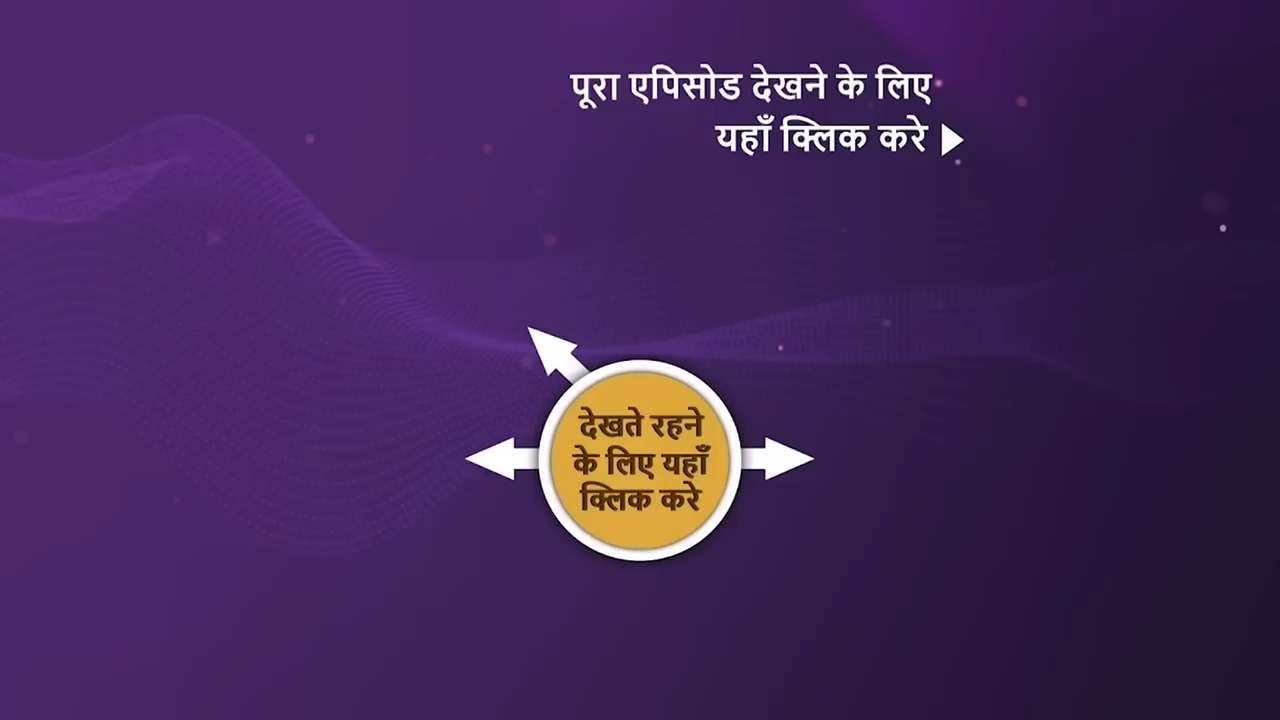 पूरा एपिसोड देखने के लिए
यहाँ क्लिक करे
देखते रहने
के लिए यहाँ
क्लिक करे